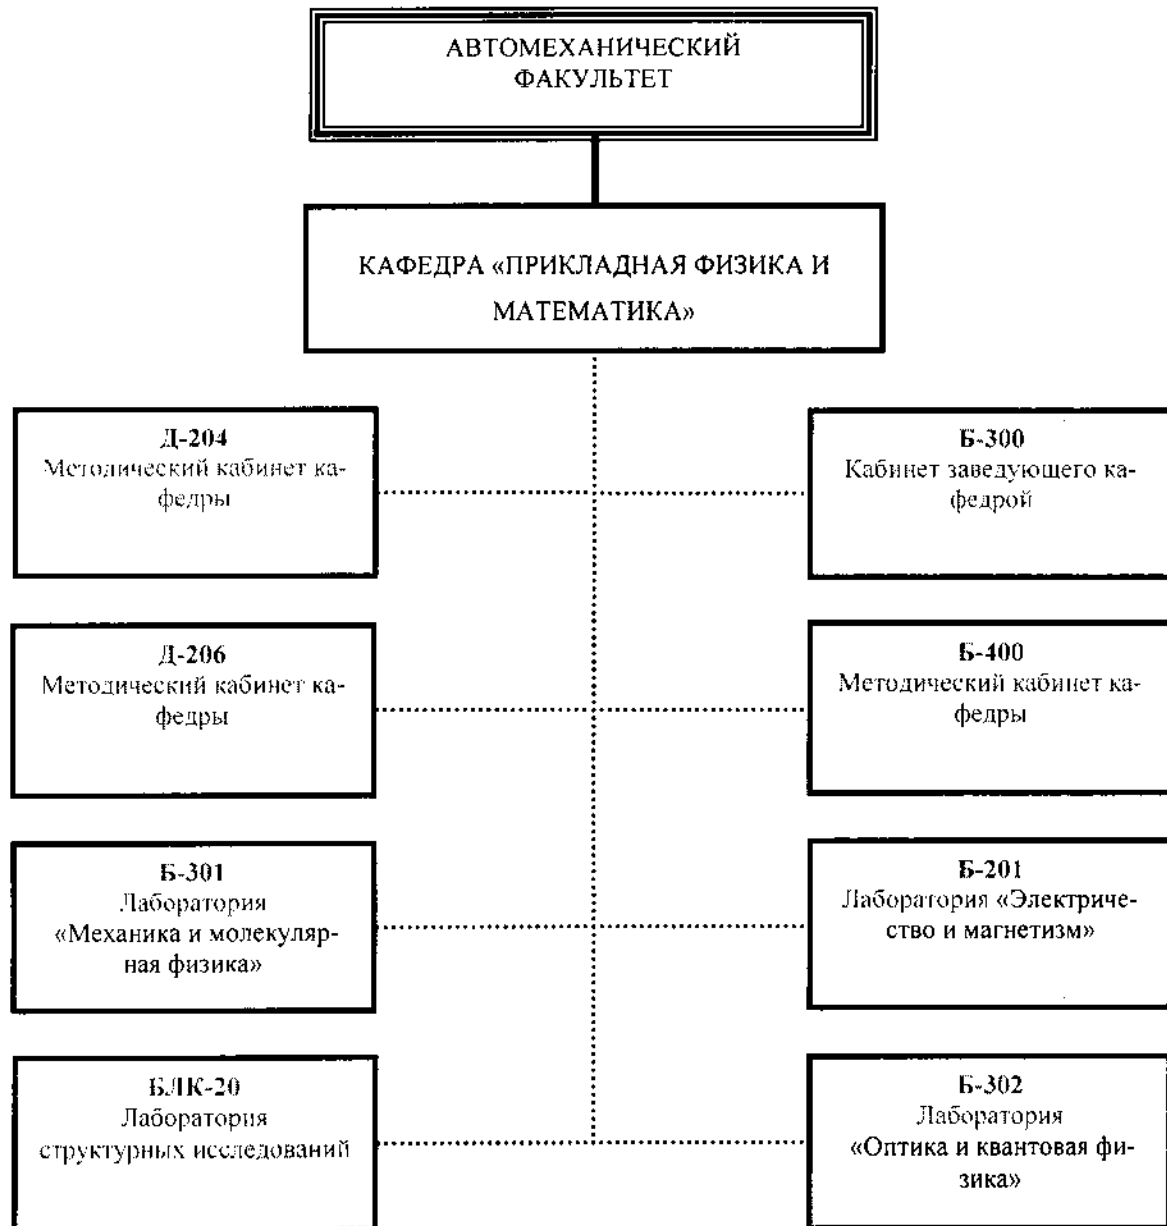 АВТОМЕХАНИЧЕСКИЙ
ФАКУЛЬТЕТ
КАФЕДРА «ПРИКЛАДНАЯ ФИЗИКА И
МАТЕМАТИКА»
Д-204
Методический кабинет ка-
федры
Б-300
Кабинет заведующего ка-
федрой
Д-206
Методический кабинет ка-
федры
Б-400
Методический кабинет ка-
федры
Б-301
Лаборатория
«Механика и молекуляр-
ная физика»
Б-201
Лаборатория «Электриче-
ство и магнетизм»
БЛК-20
Лаборатория
структурных исследований
Б-302
Лаборатория
«Оптика и квантовая фи-
зика»